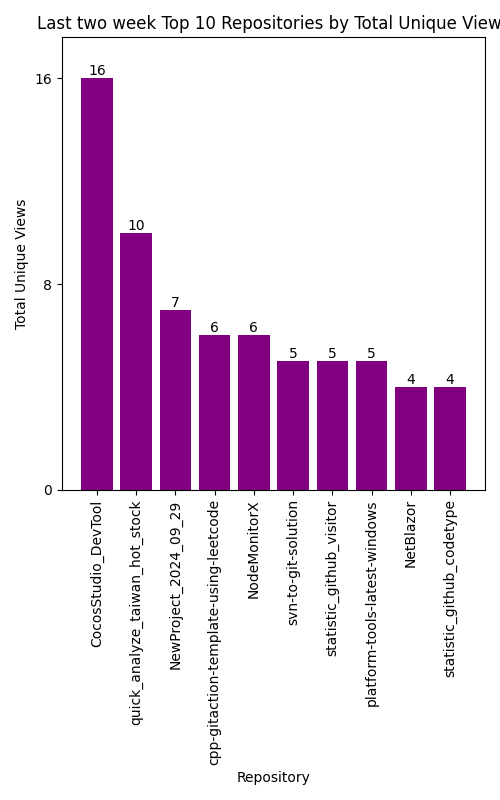 Last two week Top 10 Repositories by Total Unique View
Total Unique Views
16
8
0
16
10
7
6
6
5
5
5
4
4
CocosStudio_DevTool
quick_analyze_taiwan_hot_stock
NewProject_2024_09_29
cpp-gitaction-template-using-leetcode
NodeMonitorX
svn-to-git-solution
statistic_github_visitor
platform-tools-latest-windows
NetBlazor
statistic_github_codetype
Repository